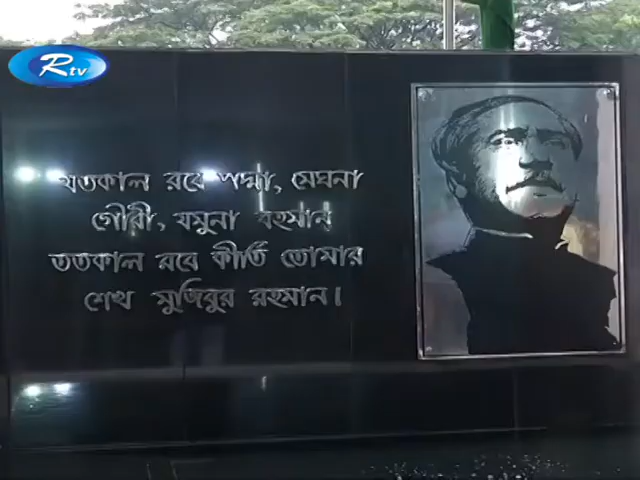 Rtv
যতকাল রবে পদ্মা, মেঘনা
গৌরী, যমুনা বহমান
ততকাল রবে কীর্তি তোমার
শেখ মুজিবুর রহমান।